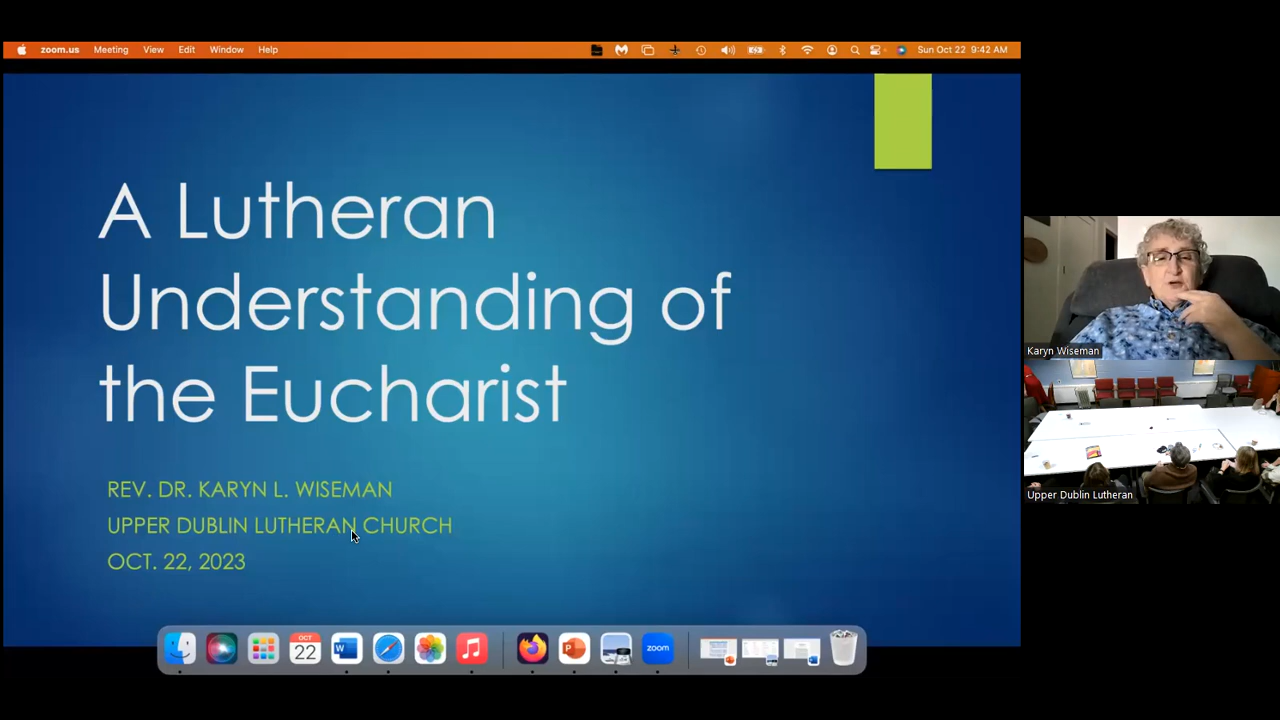 zoom.us Meeting View Edit Window Help Sun Oct 22 9:42 AM
A Lutheran
Understanding of
the Eucharist
REV. DR. KARYN L. WISEMAN
UPPER DUBLIN LUTHERAN CHURCH
OCT. 22, 2023
Karyn Wiseman
Upper Dublin Lutheran
OCT
22
W
P
zoom